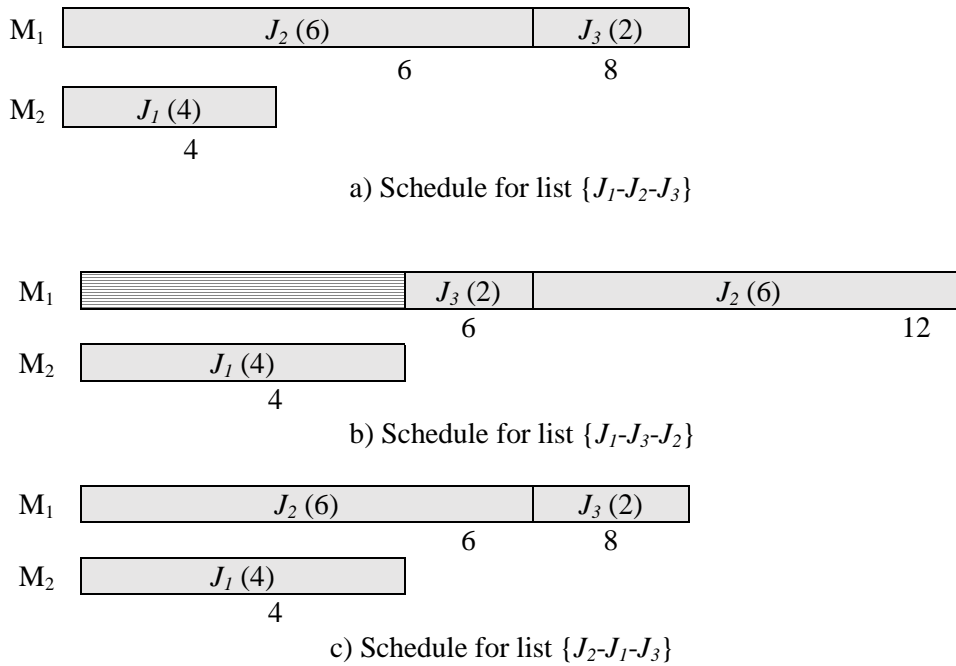 M₁ J₂ (6) J₃ (2)
6 8
M₂ J₁ (4)
4
a) Schedule for list {J₁-J₂-J₃}
M₁ J₃ (2) J₂ (6)
6 12
M₂ J₁ (4)
4
b) Schedule for list {J₁-J₃-J₂}
M₁ J₂ (6) J₃ (2)
6 8
M₂ J₁ (4)
4
c) Schedule for list {J₂-J₁-J₃}